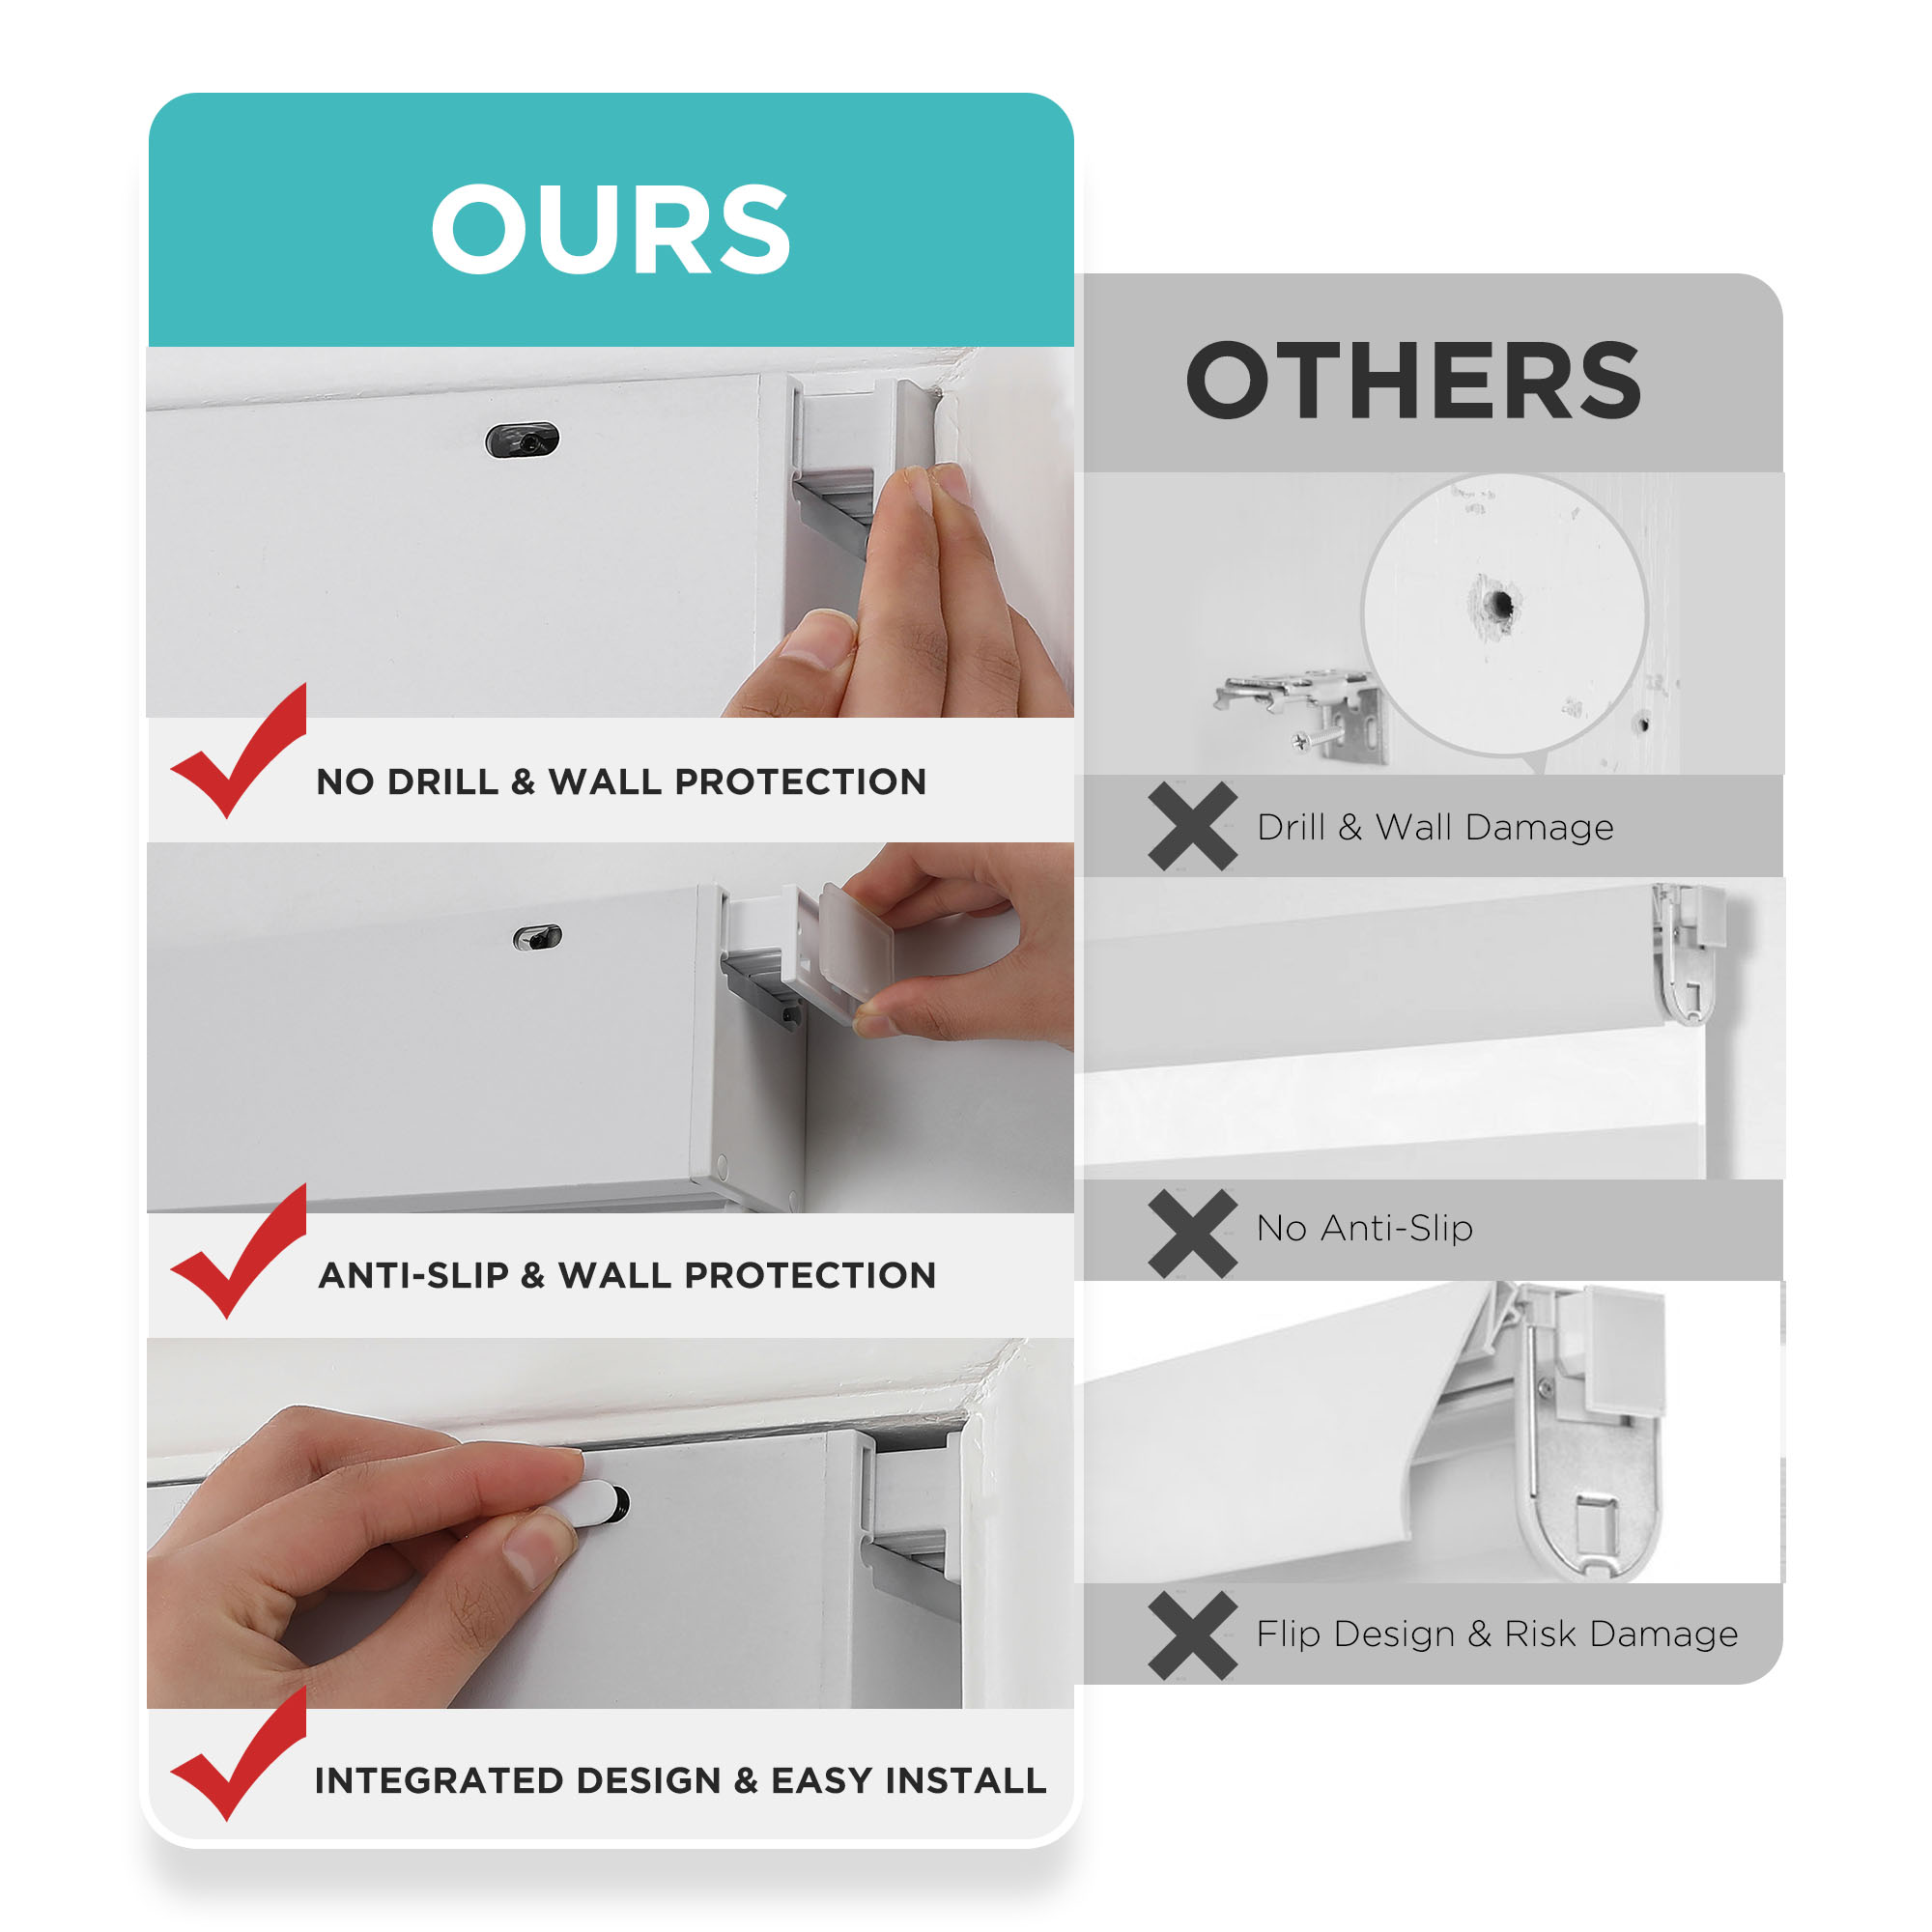 OURS
NO DRILL & WALL PROTECTION
ANTI-SLIP & WALL PROTECTION
INTEGRATED DESIGN & EASY INSTALL
OTHERS
Drill & Wall Damage
No Anti-Slip
Flip Design & Risk Damage